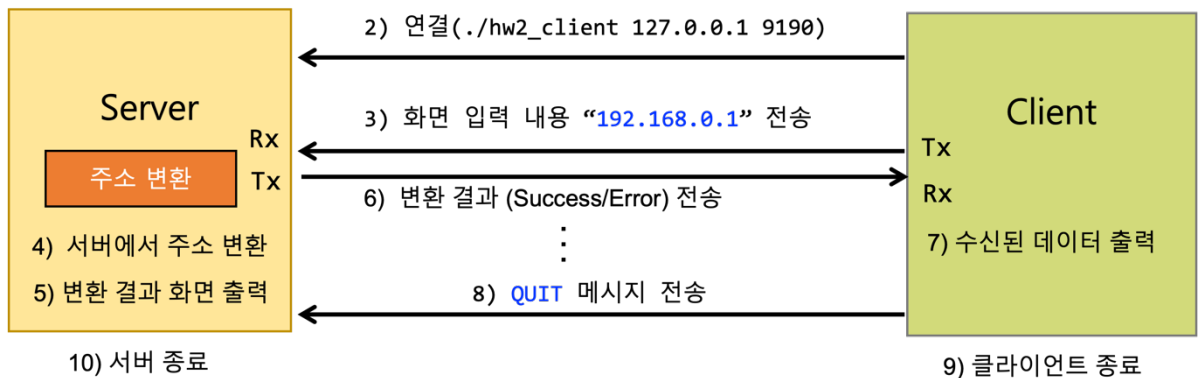 2) 연결(./hw2_client 127.0.0.1 9190)
Server
Client
3) 화면 입력 내용 “192.168.0.1” 전송
Rx
Tx
주소 변환
Tx
Rx
6) 변환 결과 (Success/Error) 전송
4) 서버에서 주소 변환
7) 수신된 데이터 출력
5) 변환 결과 화면 출력
8) QUIT 메시지 전송
10) 서버 종료
9) 클라이언트 종료